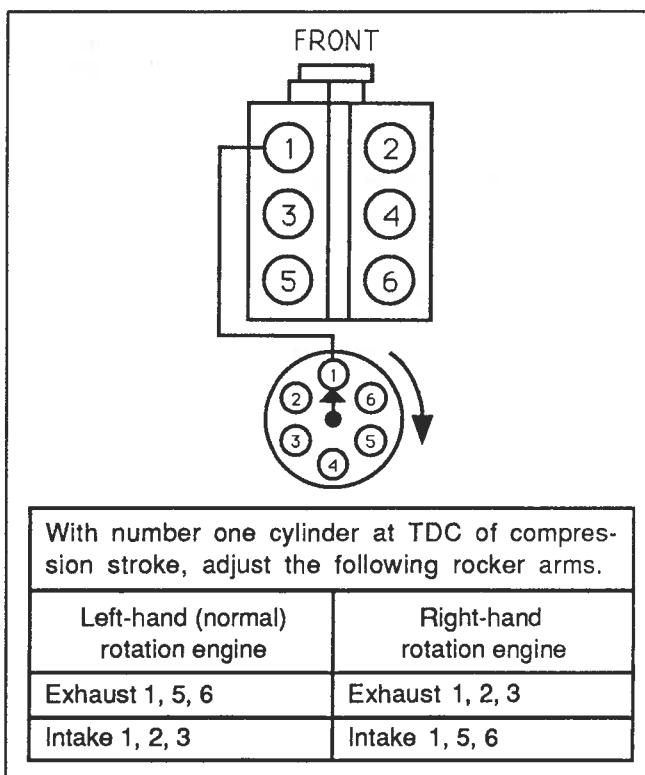 FRONT
1 2
3 4
5 6
1
2 6
3 5
4
With number one cylinder at TDC of compres-
sion stroke, adjust the following rocker arms.
Left-hand (normal) Right-hand
rotation engine rotation engine
Exhaust 1, 5, 6 Exhaust 1, 2, 3
Intake 1, 2, 3 Intake 1, 5, 6